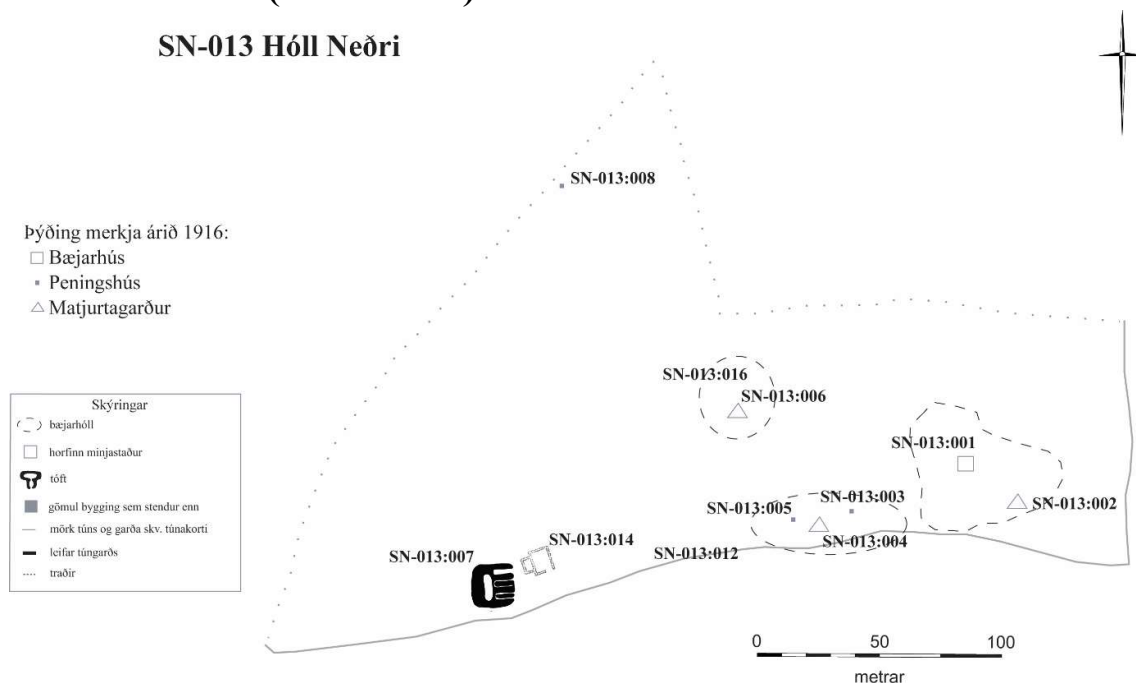 SN-013 Hóll Neðri
SN-013:008
Þýðing merkja árið 1916:
Bæjarhús
Peningshús
Matjurtagarður
SN-013:016
SN-013:006
SN-013:001
SN-013:002
SN-013:003
SN-013:005
SN-013:004
SN-013:012
SN-013:014
SN-013:007
Skýringar
bæjarhóll
horfinn minjastaður
tóft
gömul bygging sem stendur enn
mörk túns og garða skv. túnakorti
leifar túngarðs
traðir
0 50 100
metrar